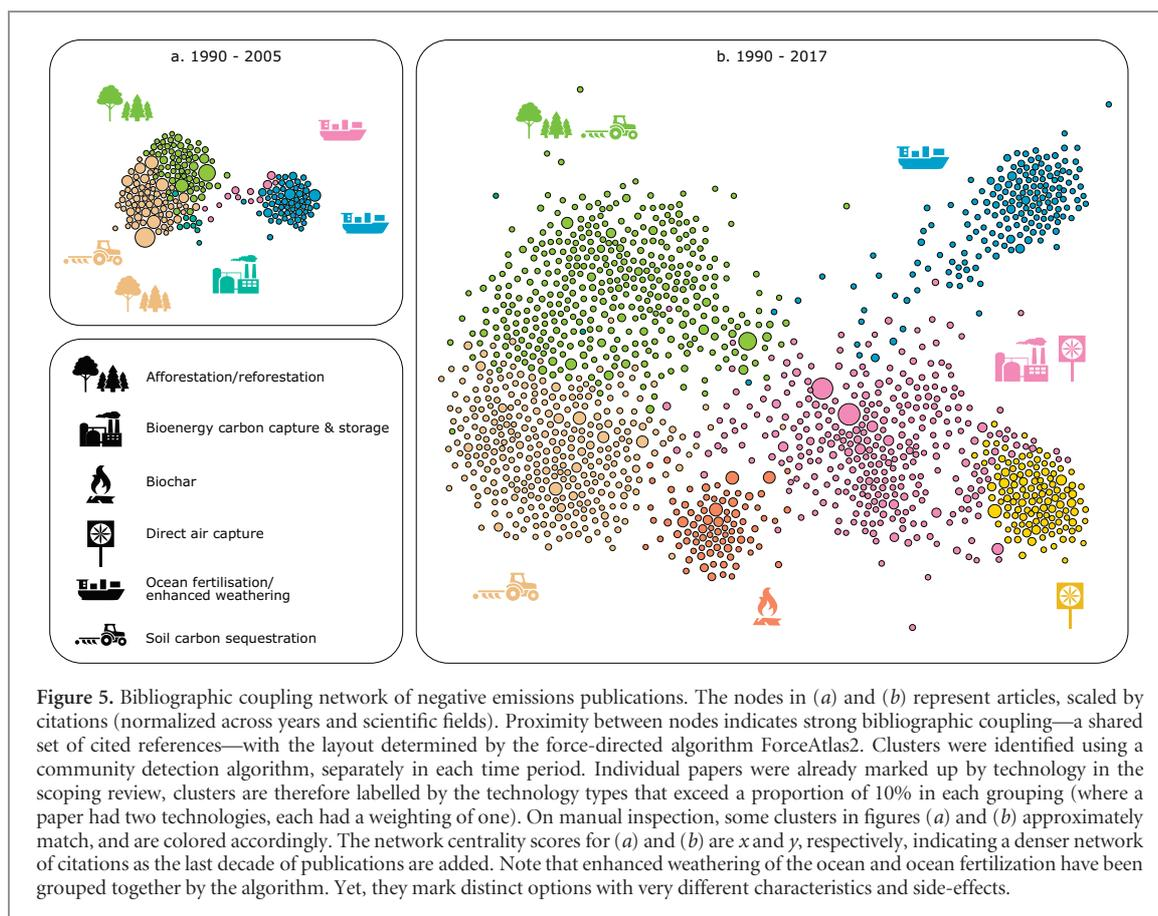 a. 1990 - 2005
b. 1990 - 2017
Afforestation/reforestation
Bioenergy carbon capture & storage
Biochar
Direct air capture
Ocean fertilisation/
enhanced weathering
Soil carbon sequestration
Figure 5. Bibliographic coupling network of negative emissions publications. The nodes in (a) and (b) represent articles, scaled by
citations (normalized across years and scientific fields). Proximity between nodes indicates strong bibliographic coupling—a shared
set of cited references—with the layout determined by the force-directed algorithm ForceAtlas2. Clusters were identified using a
community detection algorithm, separately in each time period. Individual papers were already marked up by technology in the
scoping review, clusters are therefore labelled by the technology types that exceed a proportion of 10% in each grouping (where a
paper had two technologies, each had a weighting of one). On manual inspection, some clusters in figures (a) and (b) approximately
match, and are colored accordingly. The network centrality scores for (a) and (b) are x and y, respectively, indicating a denser network
of citations as the last decade of publications are added. Note that enhanced weathering of the ocean and ocean fertilization have been
grouped together by the algorithm. Yet, they mark distinct options with very different characteristics and side-effects.